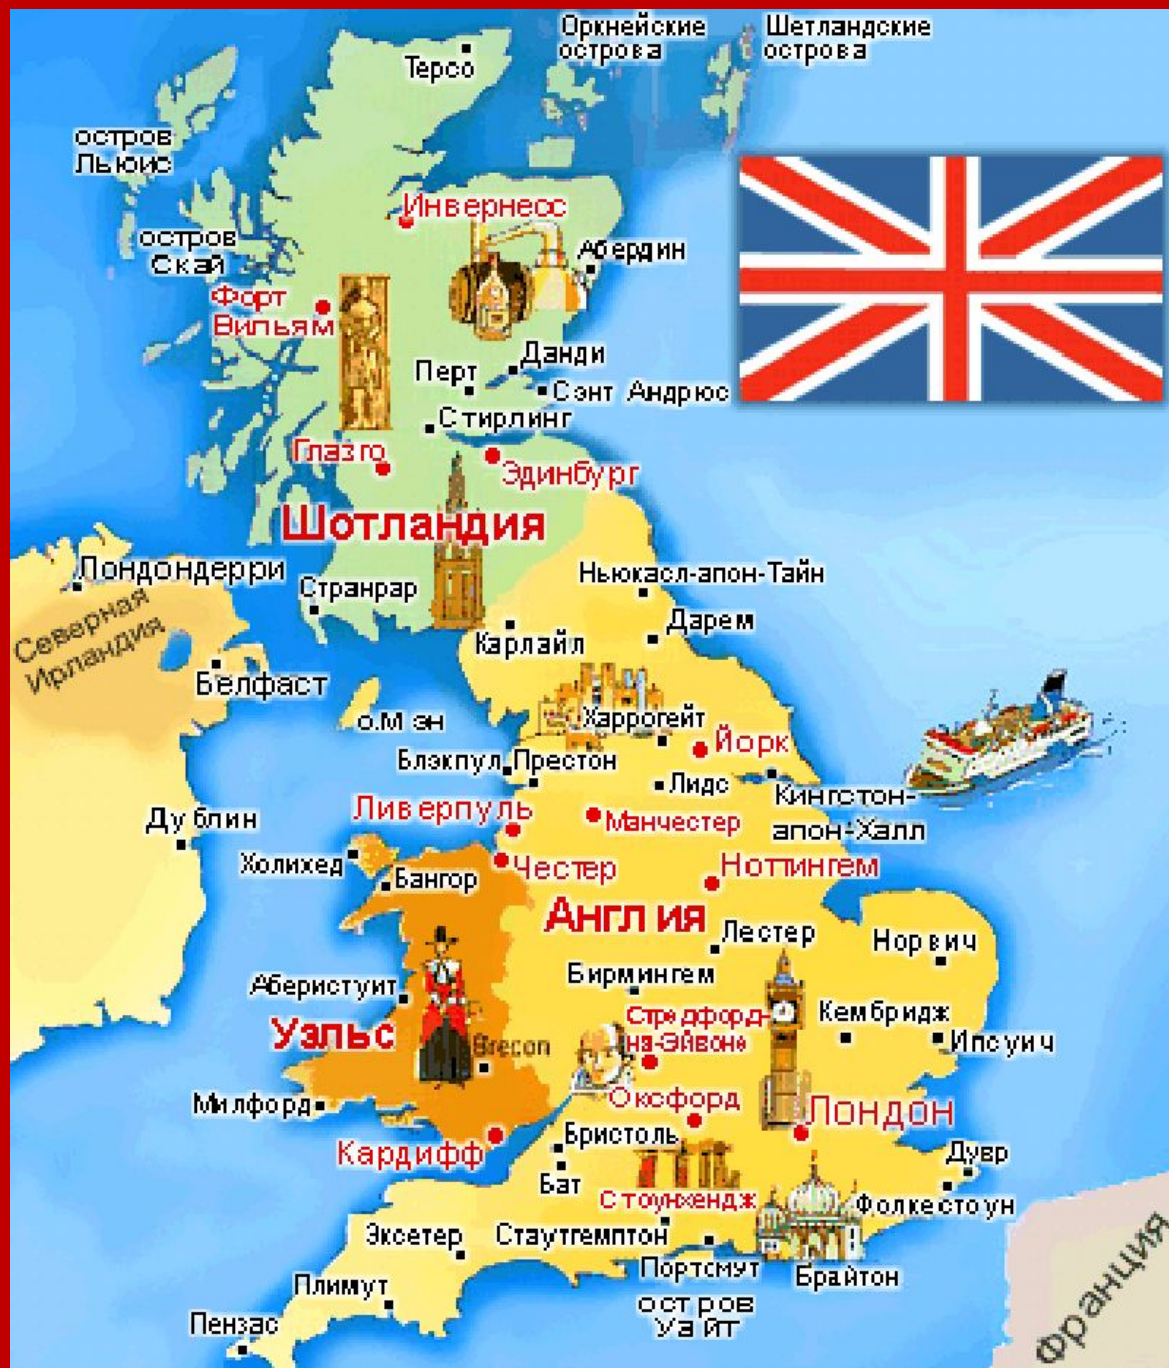 Оркнейские
острова
Шетландские
острова
Терсо
остров
Льюис
Инвернесс
остров
Скай
Абердин
Форт
Вильям
Данди
Перт
Сэнт Андрюс
Стирлинг
Глазго
Эдинбург
Шотландия
Лондондерри
Странрар
Ньюкасл-апон-Тайн
Северная
Ирландия
Карлайл
Дарем
Белфаст
о.Мэн
Харрогейт
Йорк
Блэкпул
Престон
Лидс
Кингстон-
апон-Халл
Ливерпуль
Манчестер
Дублин
Холихед
Честер
Ноттингем
Бангор
Англия
Лестер
Норвич
Бирмингем
Аберистуит
Уэльс
Стредфорд-
на-Эйвоне
Кембридж
Ипсуич
Brecon
Милфорд
Оксфорд
Лондон
Кардифф
Бристоль
Дувр
Бат
Стоунхендж
Фолкестоун
Эксетер
Стаутгемптон
Портсмут
Брайтон
Плимут
остров
Уайт
Пензас
Франция